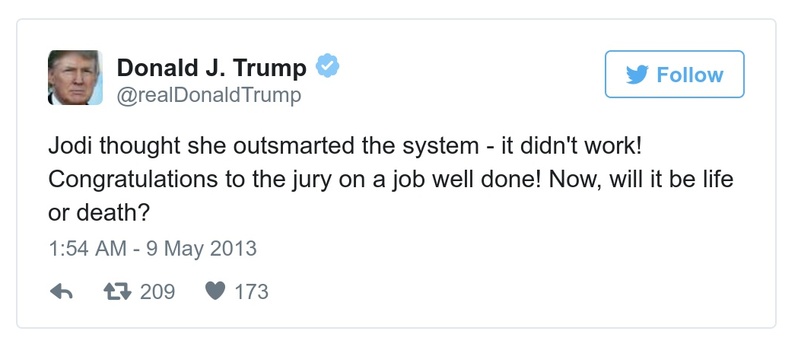 Donald J. Trump
@realDonaldTrump
Follow
Jodi thought she outsmarted the system - it didn't work!
Congratulations to the jury on a job well done! Now, will it be life
or death?
1:54 AM - 9 May 2013
209 173